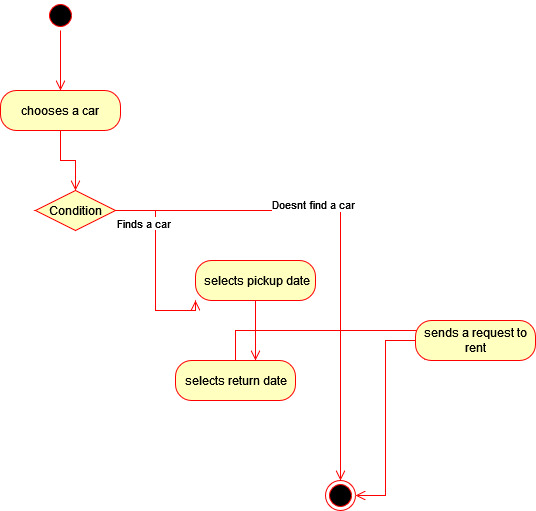 chooses a car
Condition
Doesnt find a car
Finds a car
selects pickup date
sends a request to
rent
selects return date